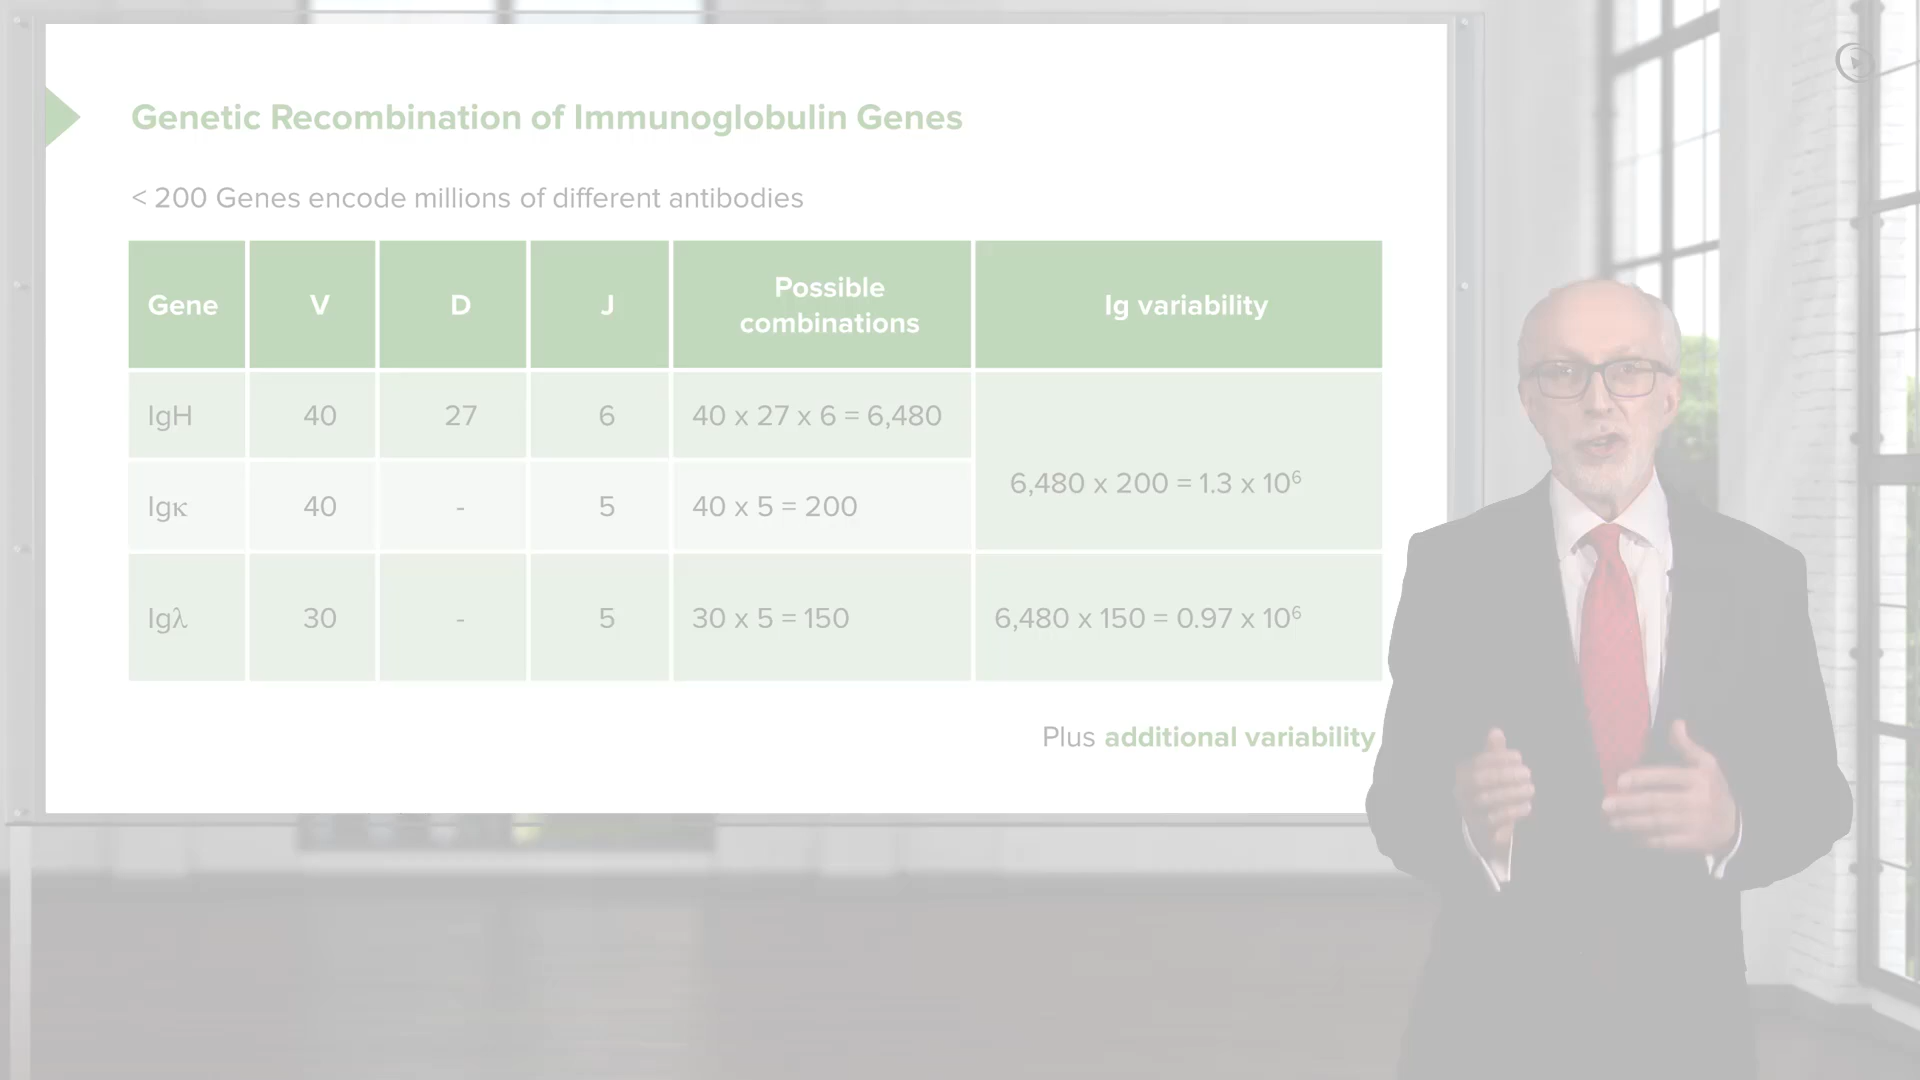 Genetic Recombination of Immunoglobulin Genes
< 200 Genes encode millions of different antibodies
Gene V D J Possible combinations Ig variability
IgH 40 27 6 40 x 27 x 6 = 6,480
6,480 x 200 = 1.3 x 10⁶
Igκ 40 - 5 40 x 5 = 200
Igλ 30 - 5 30 x 5 = 150 6,480 x 150 = 0.97 x 10⁶
Plus additional variability